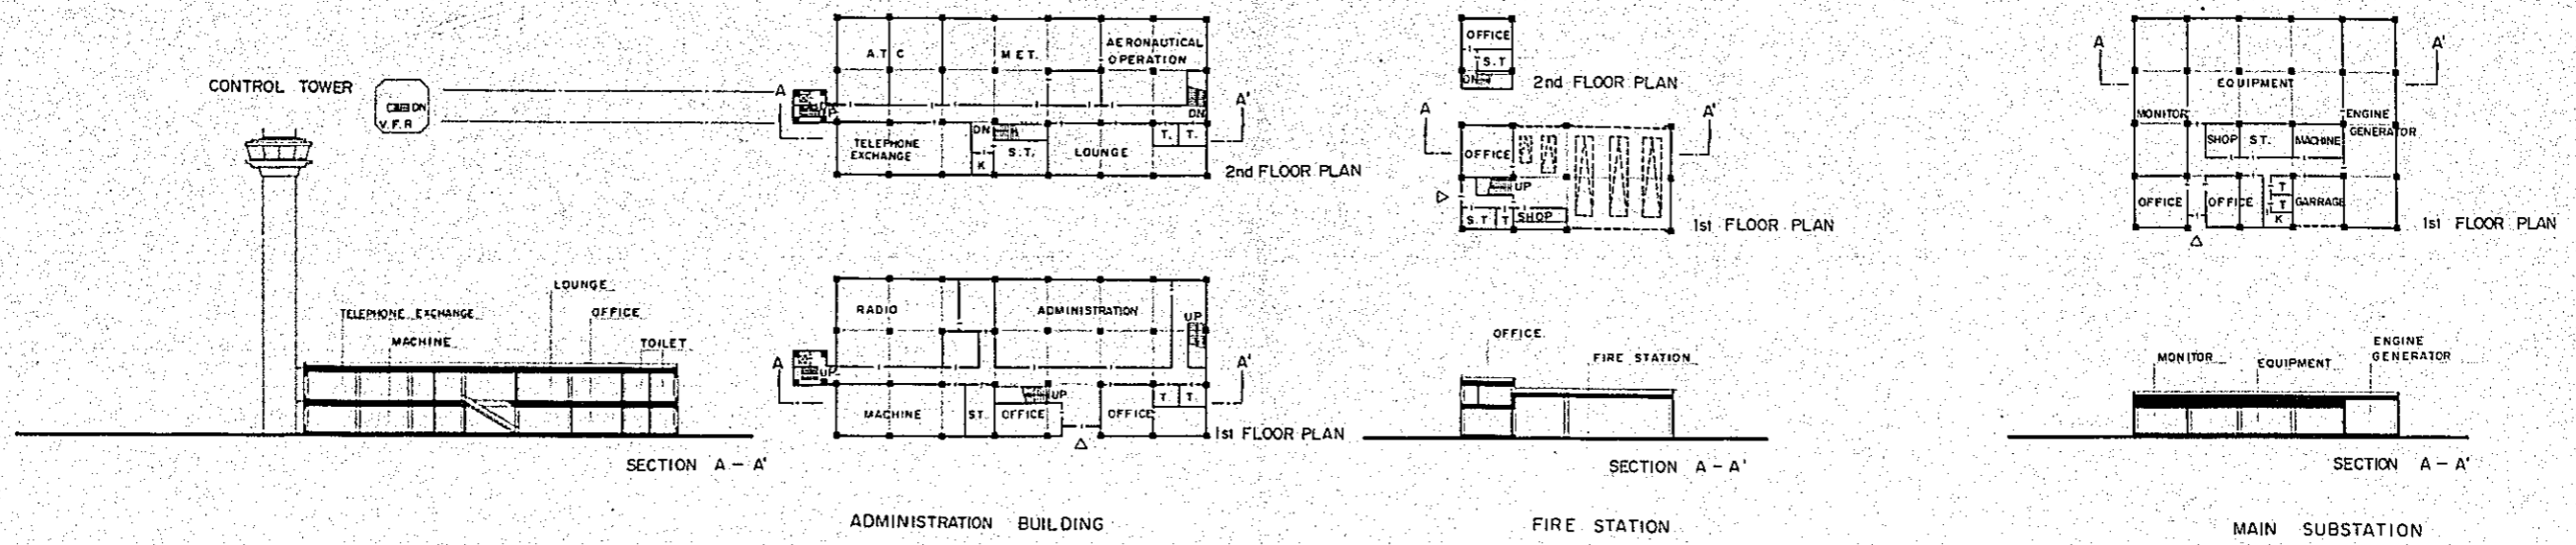 CONTROL TOWER
DN
V.F.R
TELEPHONE EXCHANGE
MACHINE
LOUNGE
OFFICE
TOILET
SECTION A - A'
A.T.C
MET.
AERONAUTICAL
OPERATION
A
A'
UP
DN
TELEPHONE
EXCHANGE
DN
K
S.T.
LOUNGE
T.
T.
2nd FLOOR PLAN
RADIO
ADMINISTRATION
UP
A
A'
UP
MACHINE
ST.
OFFICE
UP
OFFICE
T.
T.
1st FLOOR PLAN
ADMINISTRATION BUILDING
OFFICE
T
S.T
DN
2nd FLOOR PLAN
A
A'
OFFICE
UP
S.T
T
SHOP
1st FLOOR PLAN
OFFICE
FIRE STATION
SECTION A - A'
FIRE STATION
A
A'
EQUIPMENT
MONITOR
ENGINE
GENERATOR
SHOP
ST.
MACHINE
OFFICE
OFFICE
T
T
K
GARRAGE
1st FLOOR PLAN
MONITOR
EQUIPMENT
ENGINE
GENERATOR
SECTION A - A'
MAIN SUBSTATION